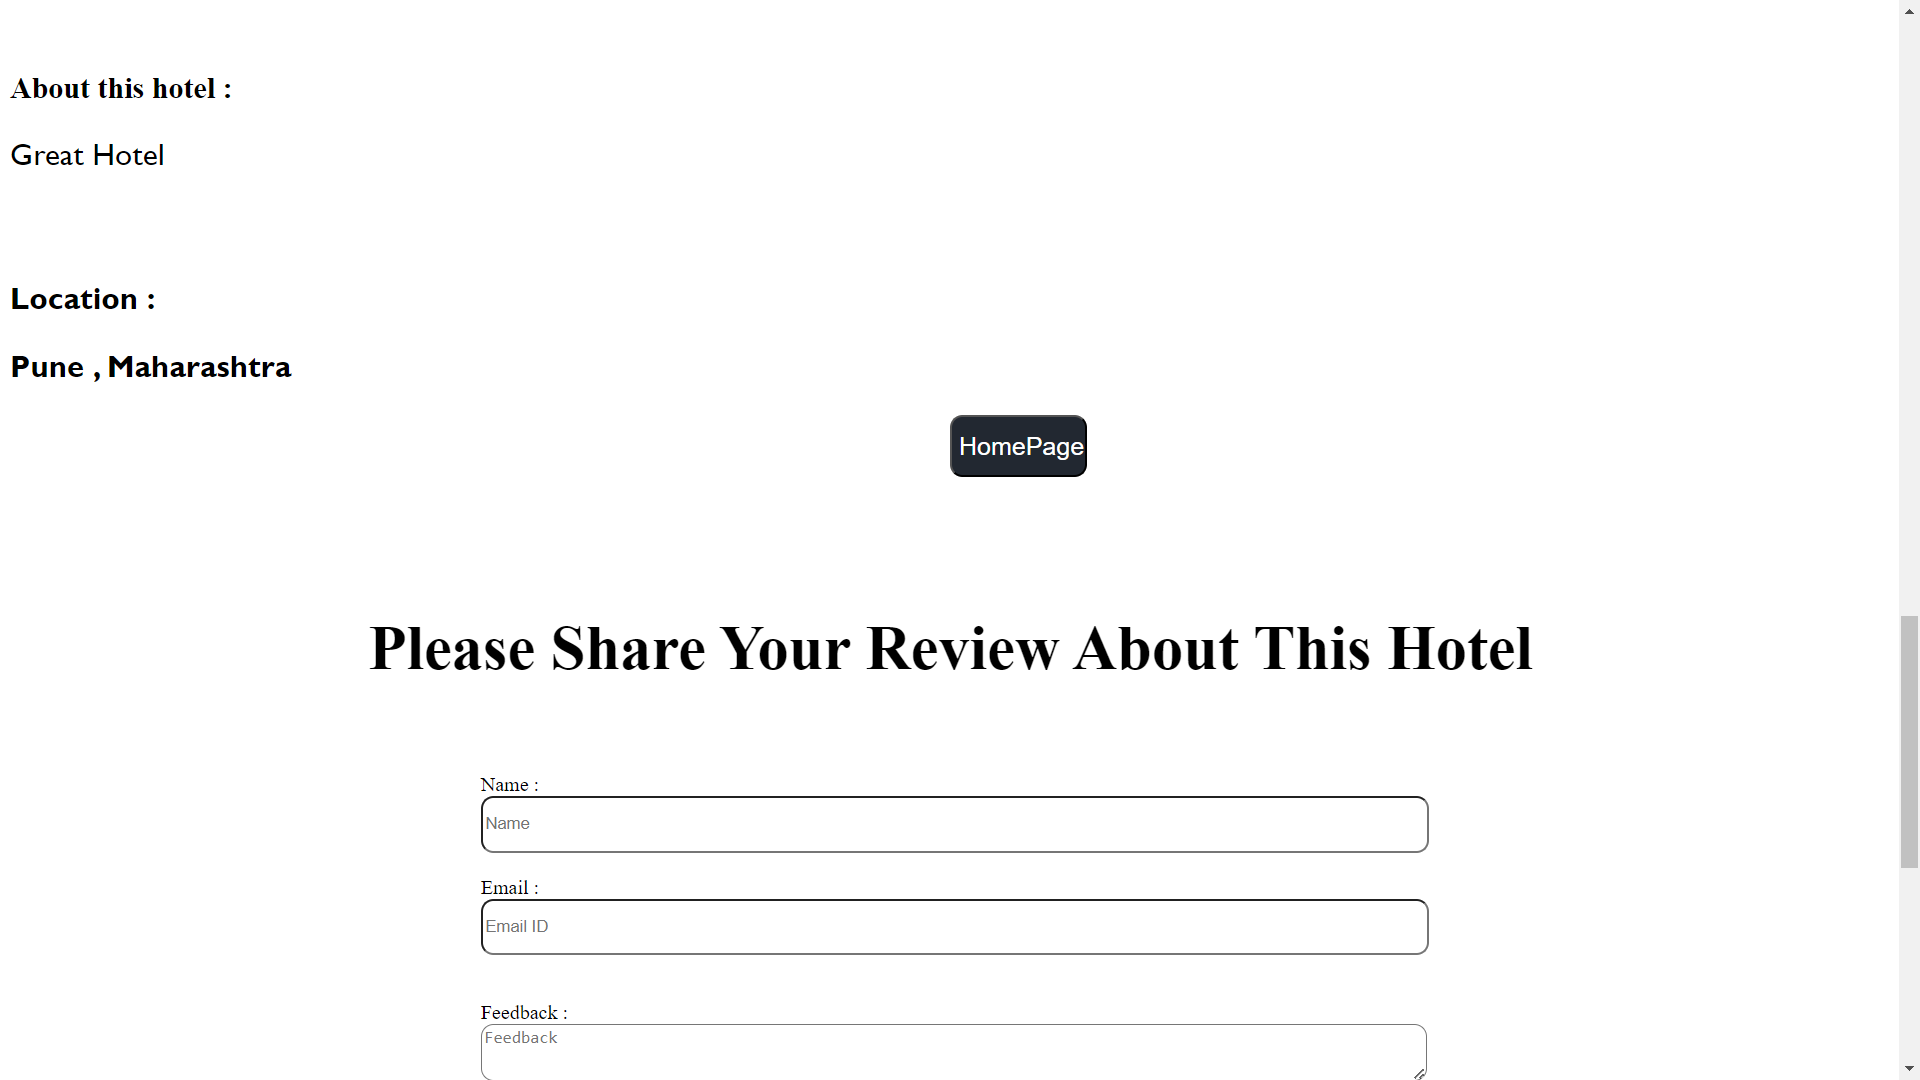 About this hotel :
Great Hotel
Location :
Pune , Maharashtra
HomePage
Please Share Your Review About This Hotel
Name :
Name
Email :
Email ID
Feedback :
Feedback